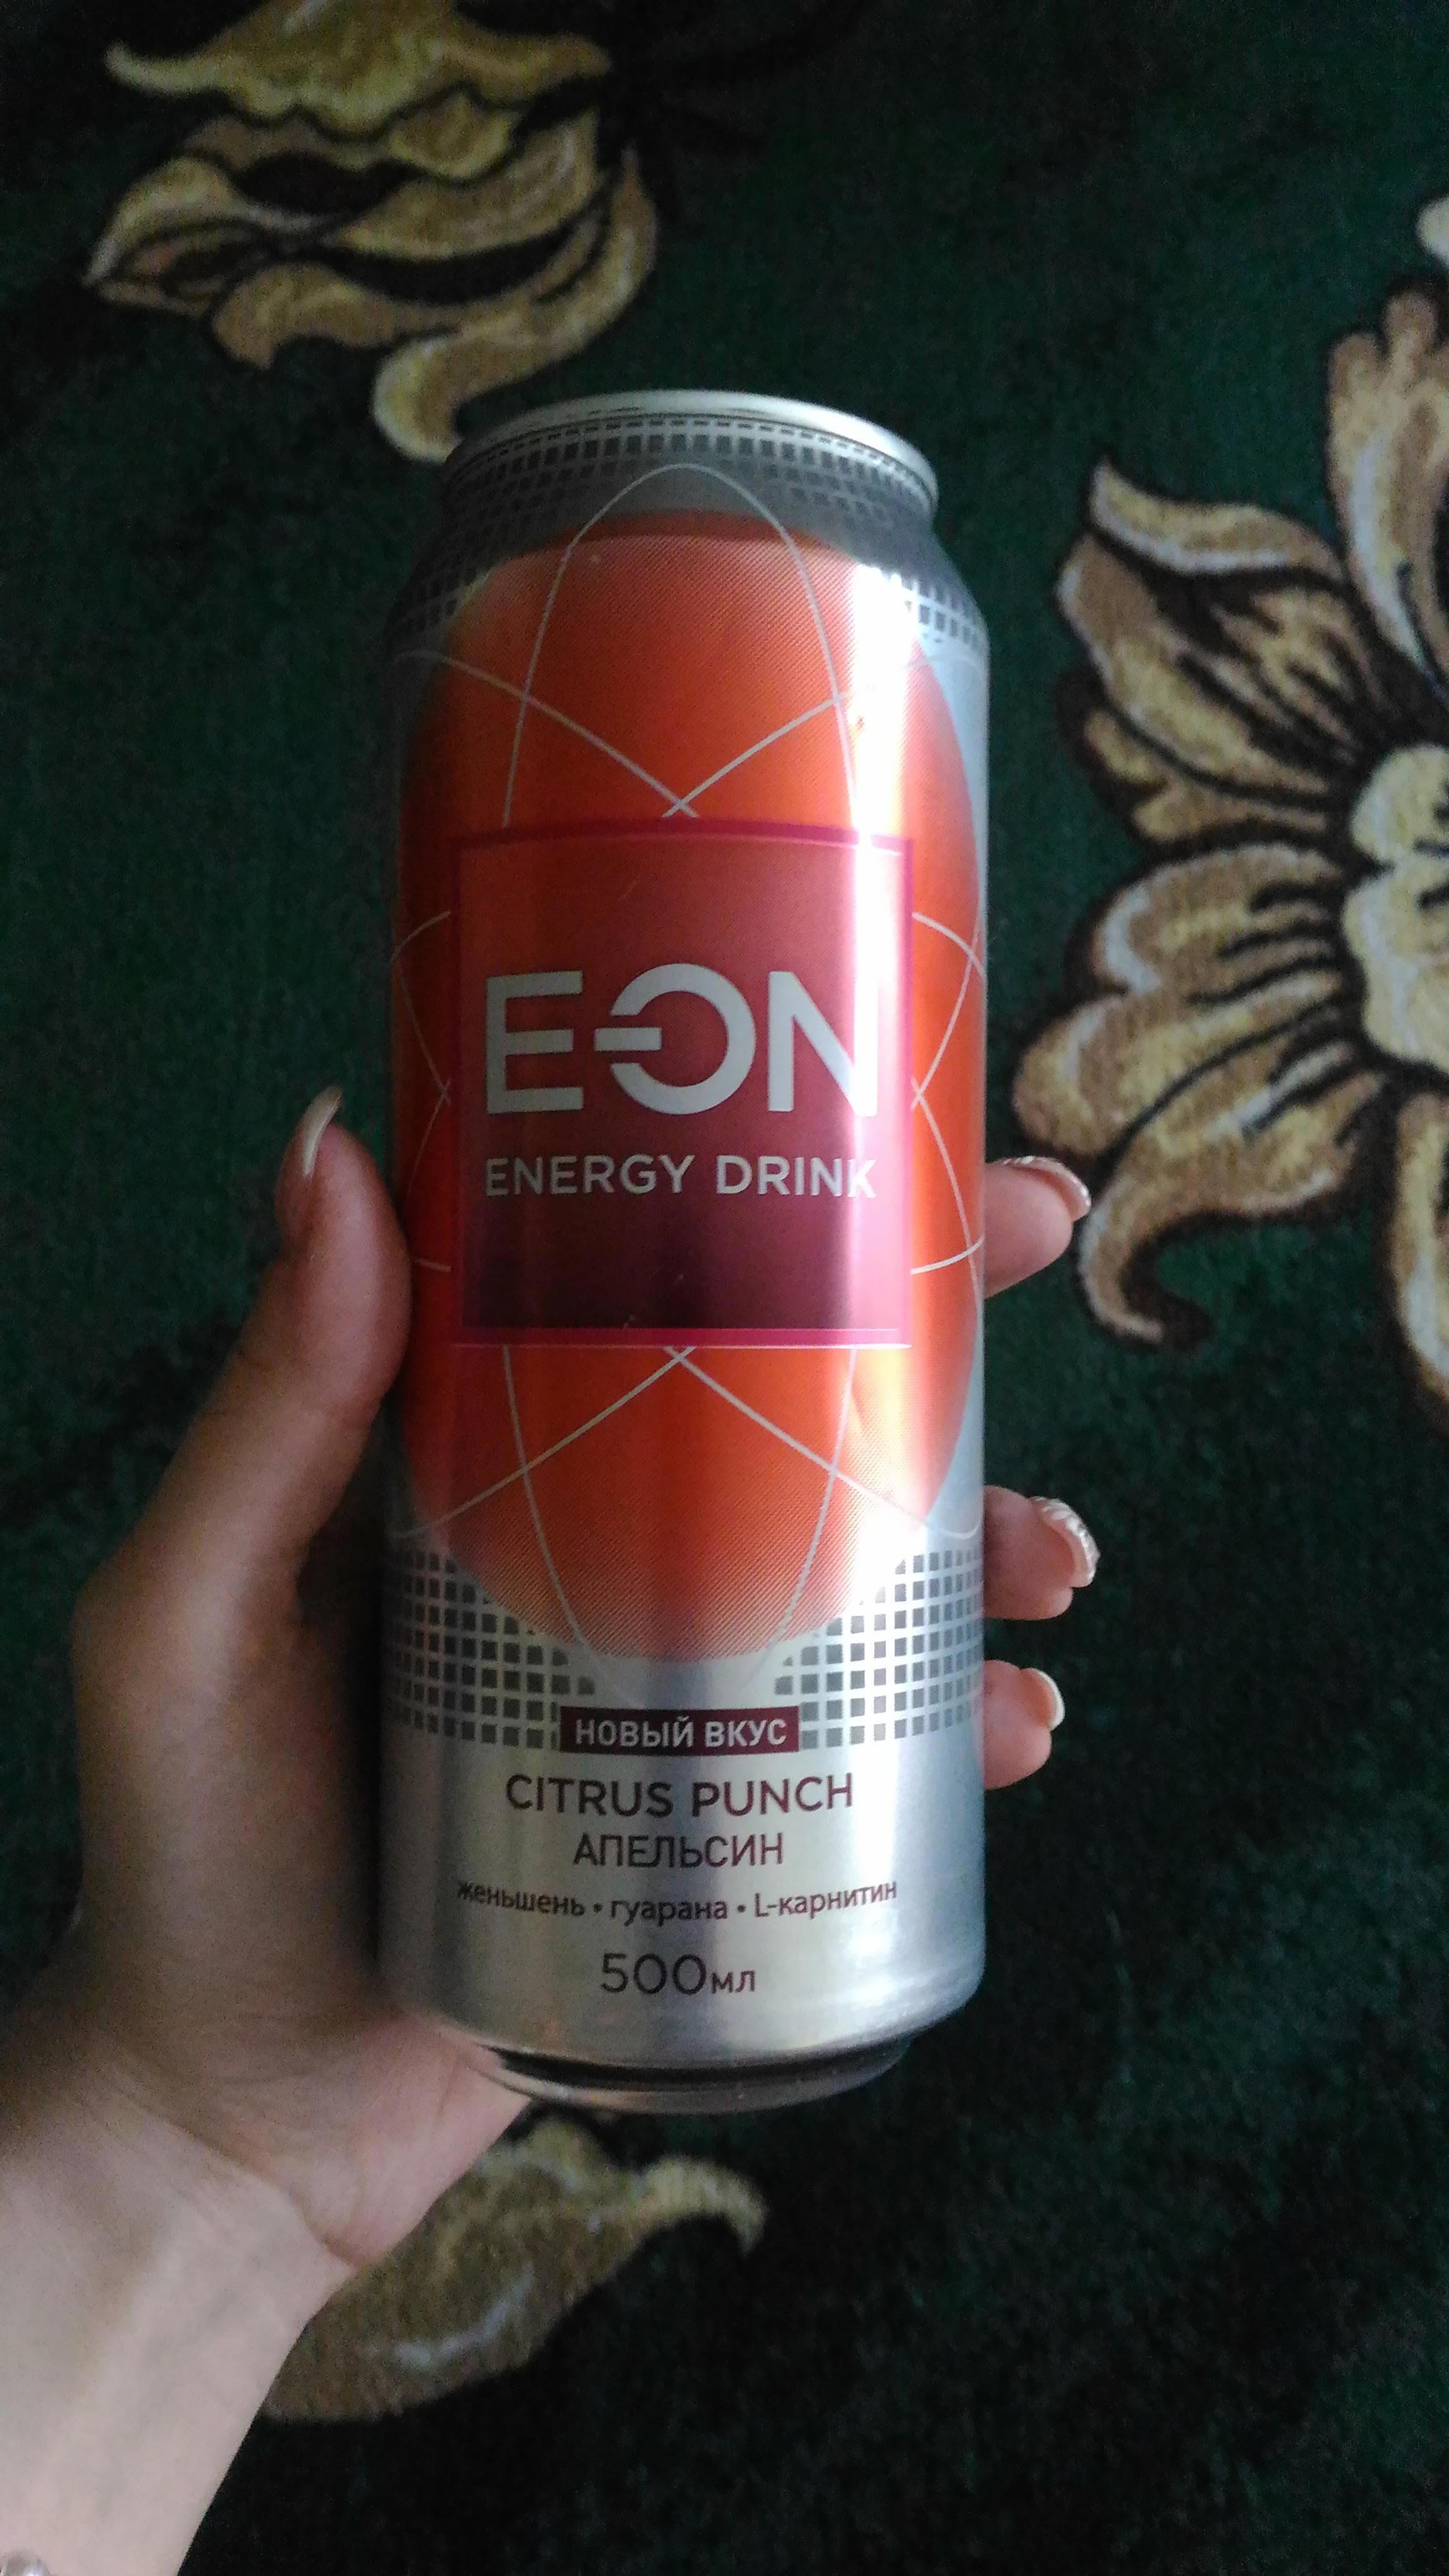 E-ON
ENERGY DRINK
НОВЫЙ ВКУС
CITRUS PUNCH
АПЕЛЬСИН
женьшень • гуарана • L-карнитин
500мл